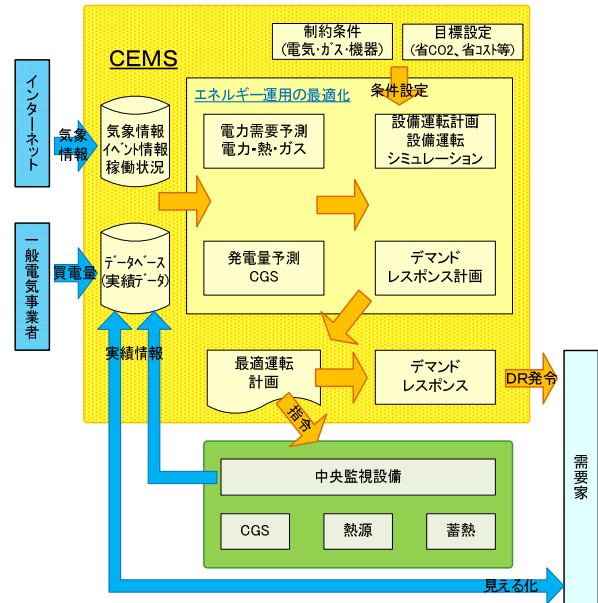 制約条件
(電気・ガス・機器)
目標設定
(省CO2、省コスト等)
CEMS
エネルギー運用の最適化
条件設定
インターネット
気象
情報
気象情報
イベント情報
稼働状況
電力需要予測
電力・熱・ガス
設備運転計画
設備運転
シミュレーション
一般電気事業者
買電量
データベース
(実績データ)
発電量予測
CGS
デマンド
レスポンス計画
実績情報
最適運転
計画
デマンド
レスポンス
DR発令
指令
需要家
中央監視設備
CGS
熱源
蓄熱
見える化